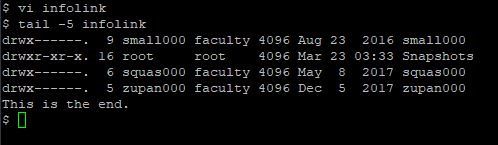 $ vi infolink
$ tail -5 infolink
drwx------.  9 small000 faculty 4096 Aug 23  2016 small000
drwxr-xr-x. 16 root     root    4096 Mar 23 03:33 Snapshots
drwx------.  6 squas000 faculty 4096 May  8  2017 squas000
drwx------.  5 zupan000 faculty 4096 Dec  5  2017 zupan000
This is the end.
$